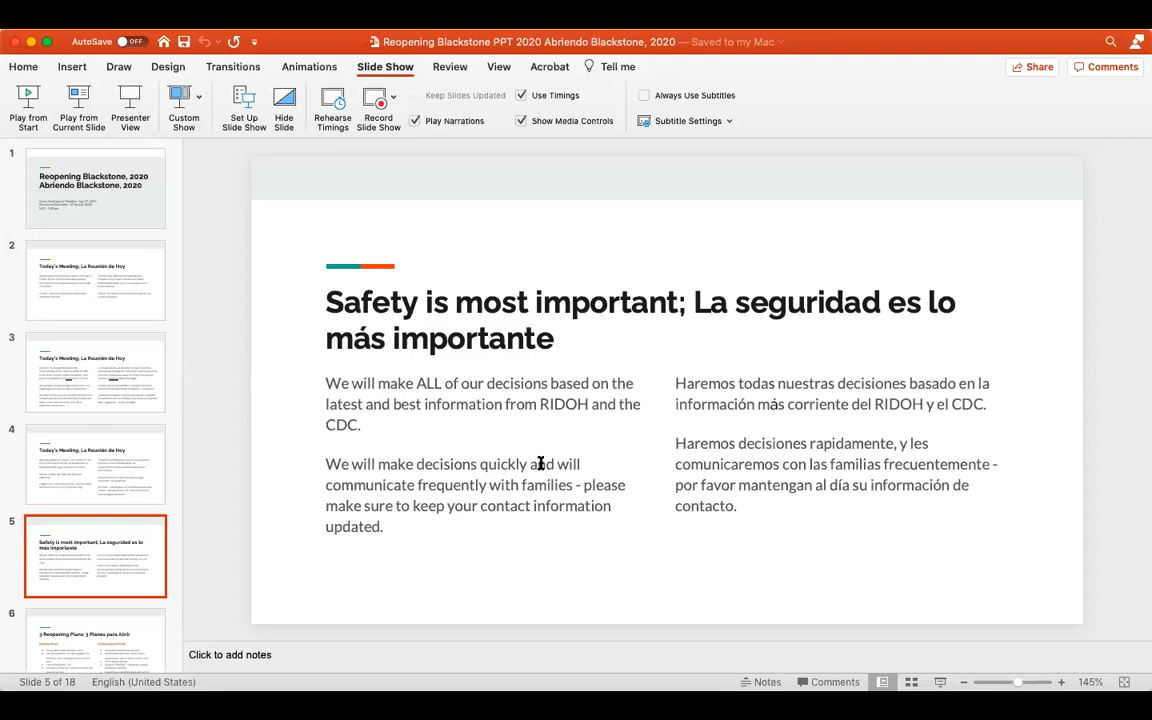 AutoSave OFF
Reopening Blackstone PPT 2020 Abriendo Blackstone, 2020 — Saved to my Mac
Home Insert Draw Design Transitions Animations Slide Show Review View Acrobat Tell me
Share Comments
Play from Start
Play from Current Slide
Presenter View
Custom Show
Set Up Slide Show
Hide Slide
Rehearse Timings
Record Slide Show
Keep Slides Updated
Use Timings
Play Narrations
Show Media Controls
Always Use Subtitles
Subtitle Settings
1
Reopening Blackstone, 2020
Abriendo Blackstone, 2020
2
Today's Meeting; La Reunión de Hoy
3
Today's Meeting; La Reunión de Hoy
4
Today's Meeting; La Reunión de Hoy
5
Safety is most important; La seguridad es lo
más importante
6
3 Reopening Plans; 3 Planes para Abrir
Safety is most important; La seguridad es lo
más importante
We will make ALL of our decisions based on the
latest and best information from RIDOH and the
CDC.
We will make decisions quickly and will
communicate frequently with families - please
make sure to keep your contact information
updated.
Haremos todas nuestras decisiones basado en la
información más corriente del RIDOH y el CDC.
Haremos decisiones rapidamente, y les
comunicaremos con las familias frecuentemente -
por favor mantengan al día su información de
contacto.
Click to add notes
Slide 5 of 18 English (United States)
Notes Comments 145%